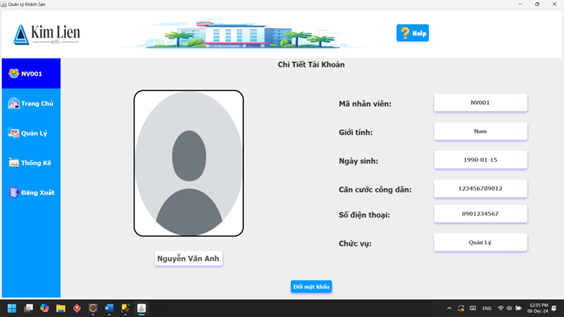 Quản Lý Khách Sạn
Kim Lien
HOTEL
Help
NV001
Trang Chủ
Quản Lý
Thống Kê
Đăng Xuất
Chi Tiết Tài Khoản
Mã nhân viên:
NV001
Giới tính:
Nam
Ngày sinh:
1990-01-15
Căn cước công dân:
123456789012
Số điện thoại:
0901234567
Chức vụ:
Quản Lý
Nguyễn Văn Anh
Đổi mật khẩu
ENG
12:55 PM
08-Dec-24